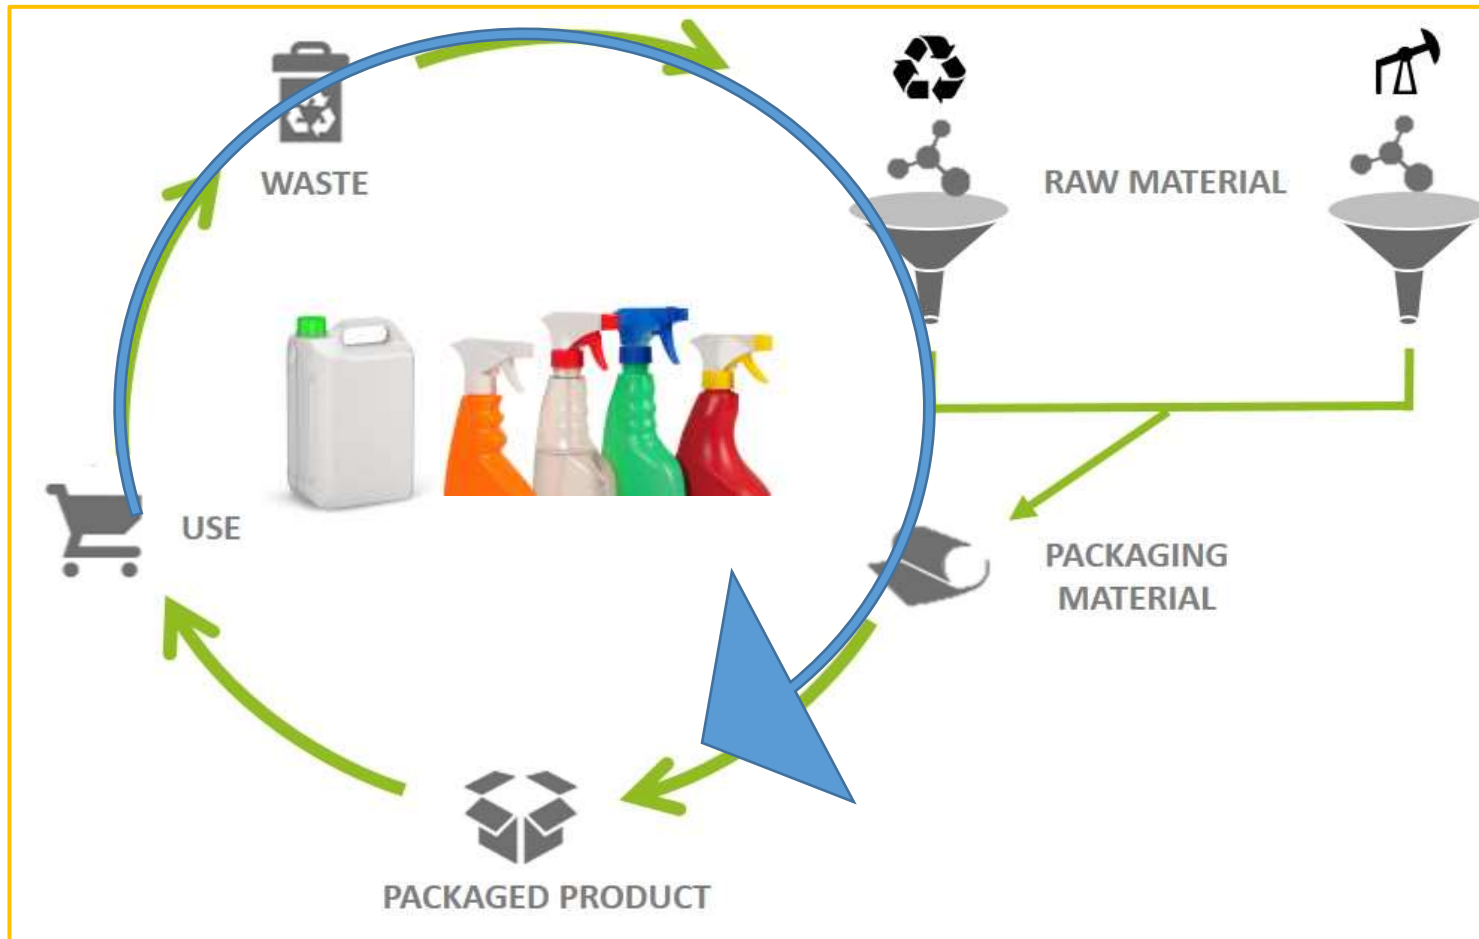 WASTE
RAW MATERIAL
USE
PACKAGING
MATERIAL
PACKAGED PRODUCT